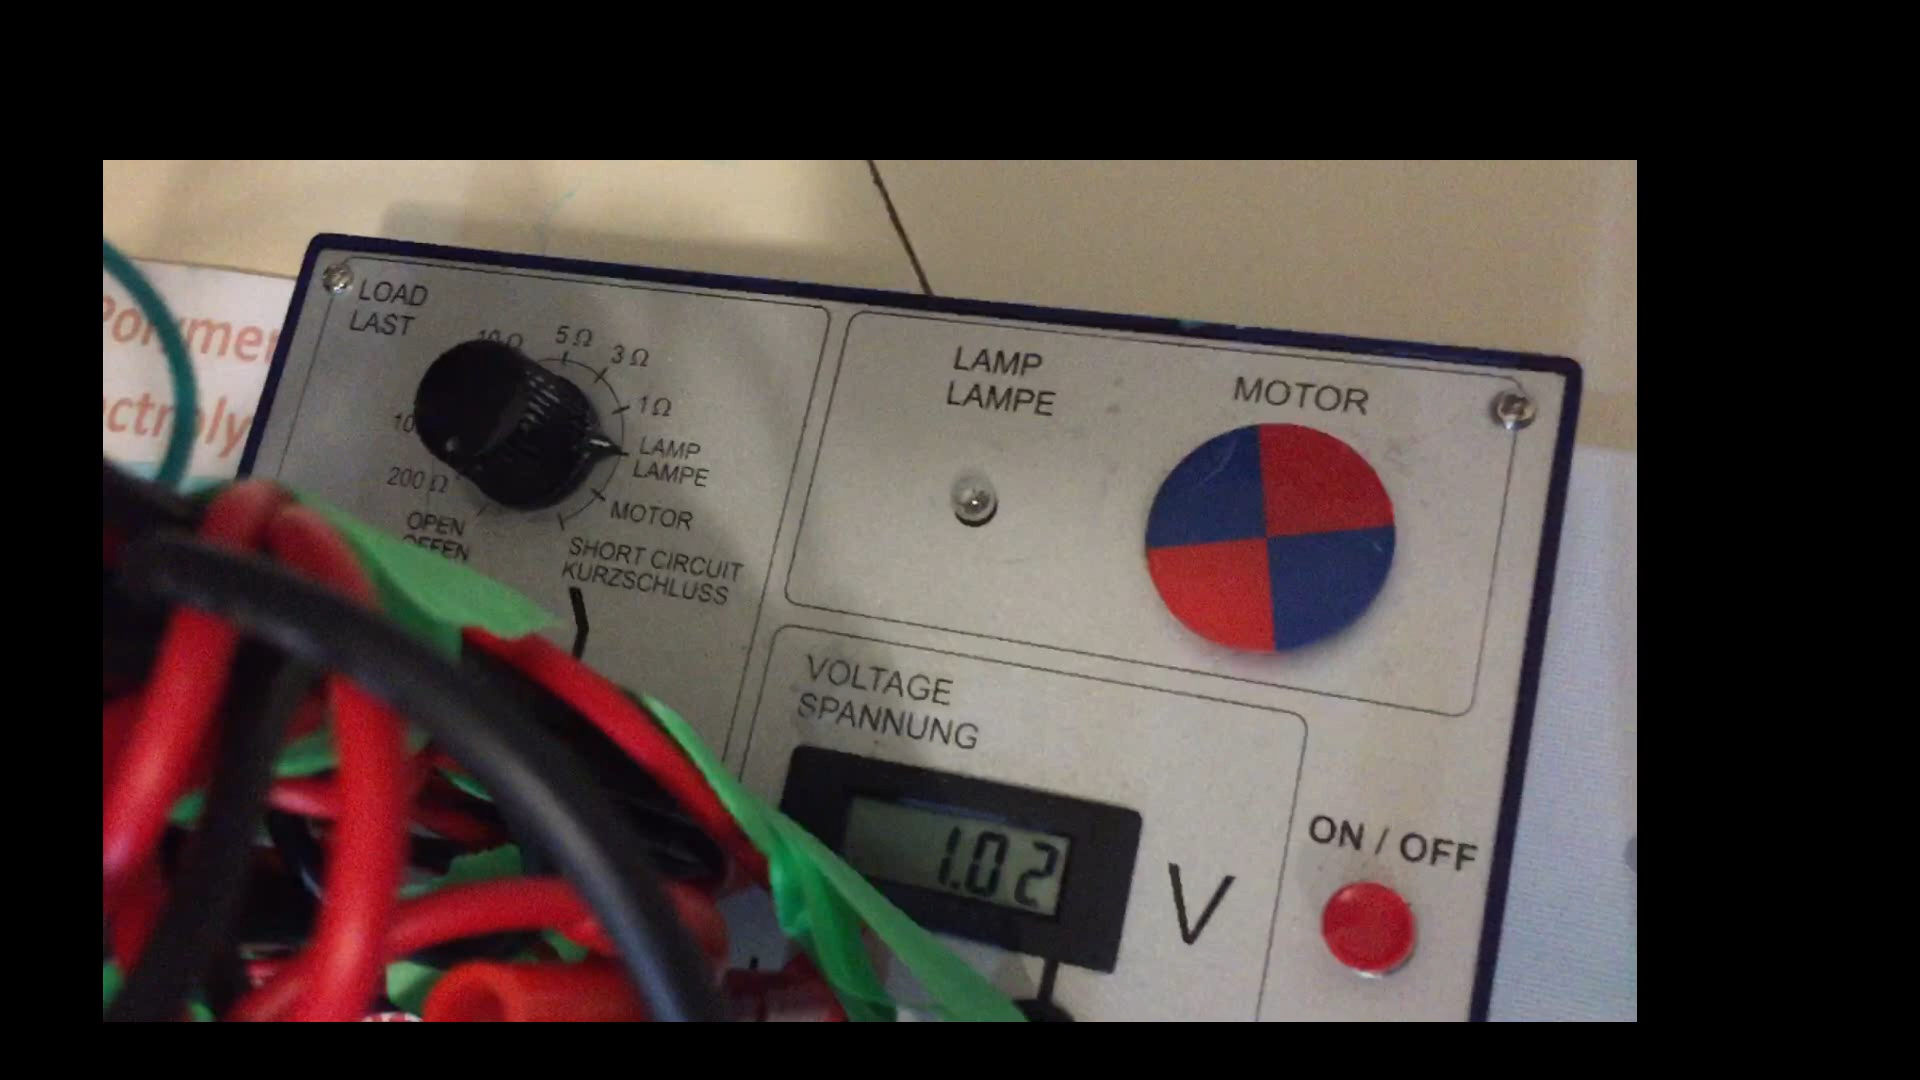 LOAD
LAST
10 Ω
5 Ω
3 Ω
1 Ω
LAMP
LAMPE
MOTOR
SHORT CIRCUIT
KURZSCHLUSS
200 Ω
OPEN
OFFEN
LAMP
LAMPE
MOTOR
VOLTAGE
SPANNUNG
1.02
V
ON / OFF